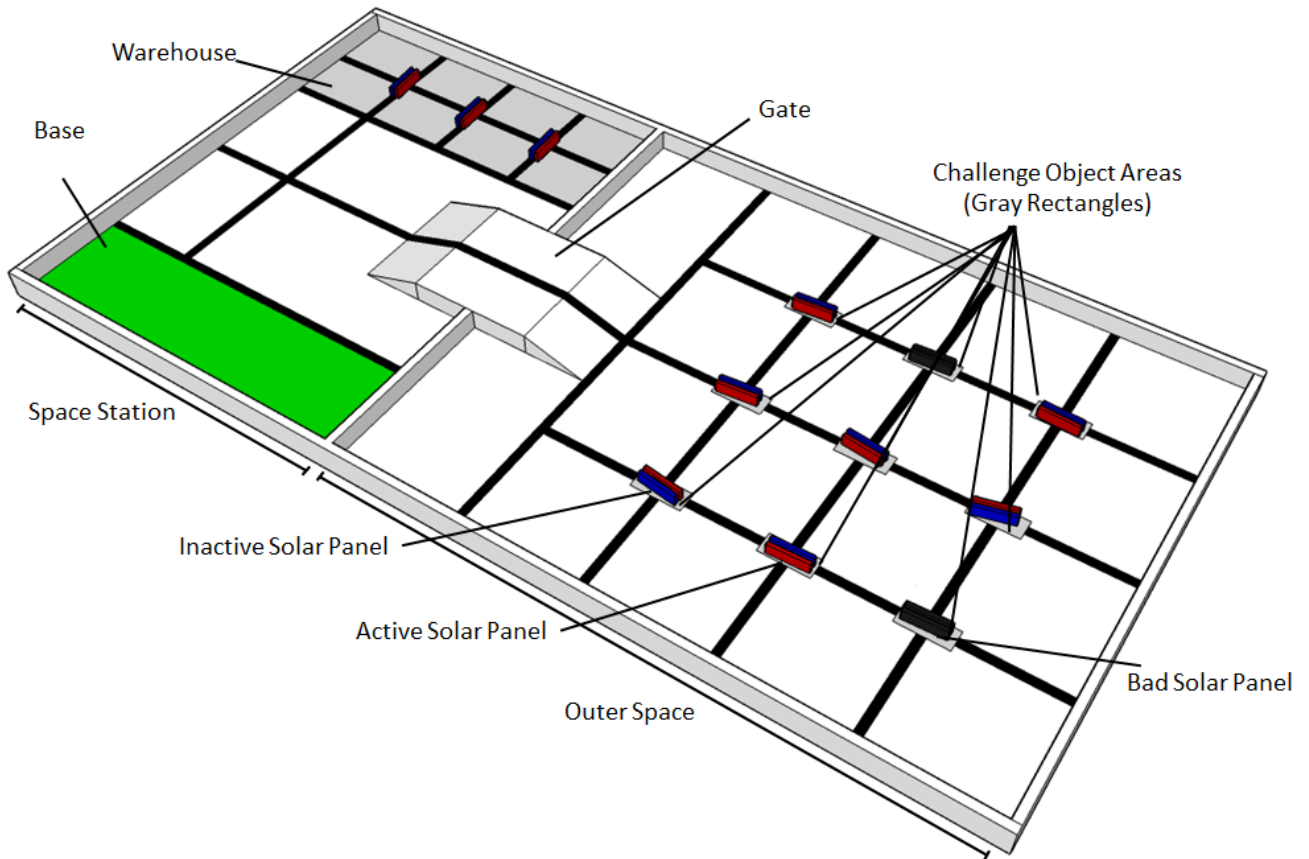 Warehouse
Gate
Base
Challenge Object Areas
(Gray Rectangles)
Space Station
Inactive Solar Panel
Active Solar Panel
Bad Solar Panel
Outer Space